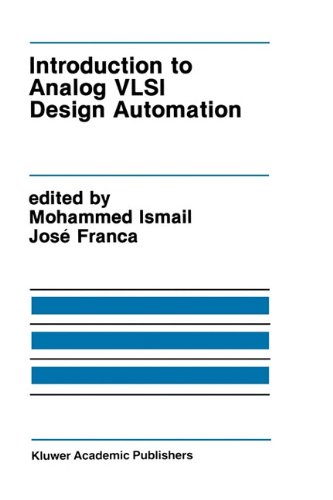 Introduction to
Analog VLSI
Design Automation
edited by
Mohammed Ismail
José Franca
Kluwer Academic Publishers